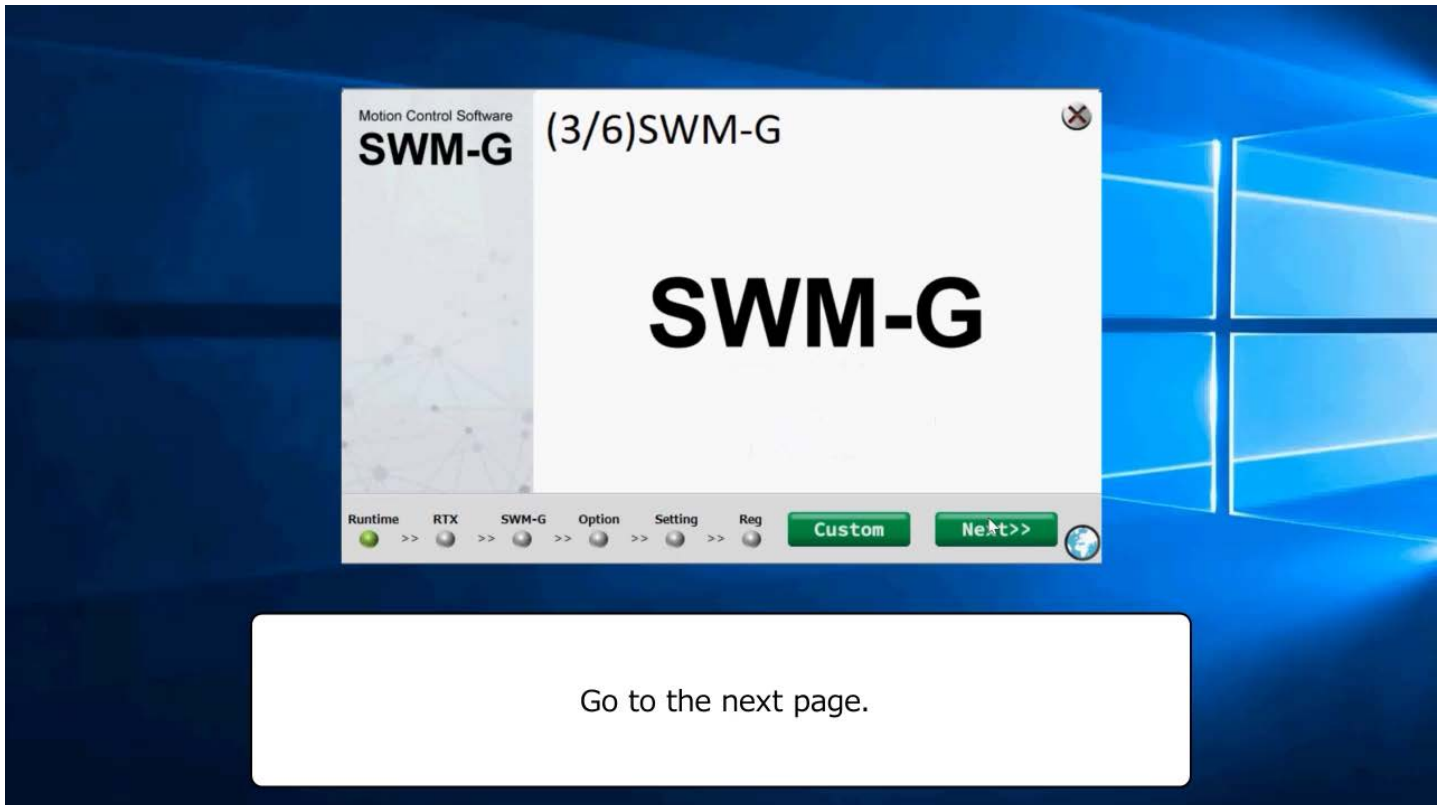 Motion Control Software
SWM-G
(3/6)SWM-G
SWM-G
Runtime RTX SWM-G Option Setting Reg
>> >> >> >> >>
Custom Next>>
Go to the next page.